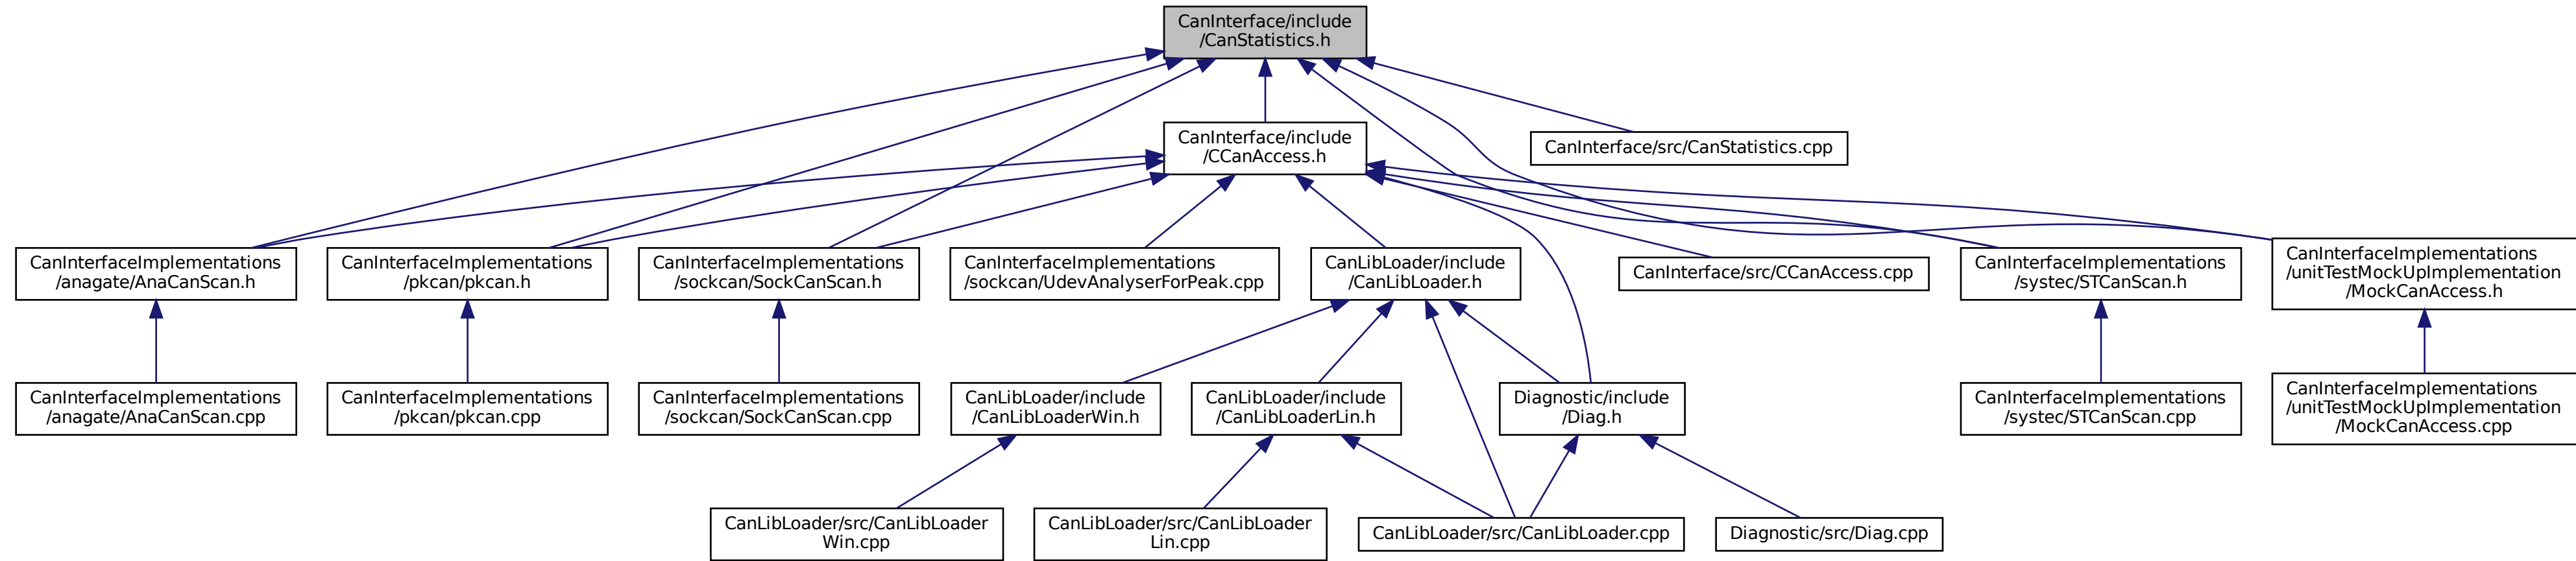 CanInterface/include
/CanStatistics.h
CanInterface/include
/CCanAccess.h
CanInterface/src/CanStatistics.cpp
CanInterfaceImplementations
/anagate/AnaCanScan.h
CanInterfaceImplementations
/pkcan/pkcan.h
CanInterfaceImplementations
/sockcan/SockCanScan.h
CanInterfaceImplementations
/sockcan/UdevAnalyserForPeak.cpp
CanLibLoader/include
/CanLibLoader.h
CanInterface/src/CCanAccess.cpp
CanInterfaceImplementations
/systec/STCanScan.h
CanInterfaceImplementations
/unitTestMockUpImplementation
/MockCanAccess.h
CanInterfaceImplementations
/anagate/AnaCanScan.cpp
CanInterfaceImplementations
/pkcan/pkcan.cpp
CanInterfaceImplementations
/sockcan/SockCanScan.cpp
CanLibLoader/include
/CanLibLoaderWin.h
CanLibLoader/include
/CanLibLoaderLin.h
Diagnostic/include
/Diag.h
CanInterfaceImplementations
/systec/STCanScan.cpp
CanInterfaceImplementations
/unitTestMockUpImplementation
/MockCanAccess.cpp
CanLibLoader/src/CanLibLoader
Win.cpp
CanLibLoader/src/CanLibLoader
Lin.cpp
CanLibLoader/src/CanLibLoader.cpp
Diagnostic/src/Diag.cpp